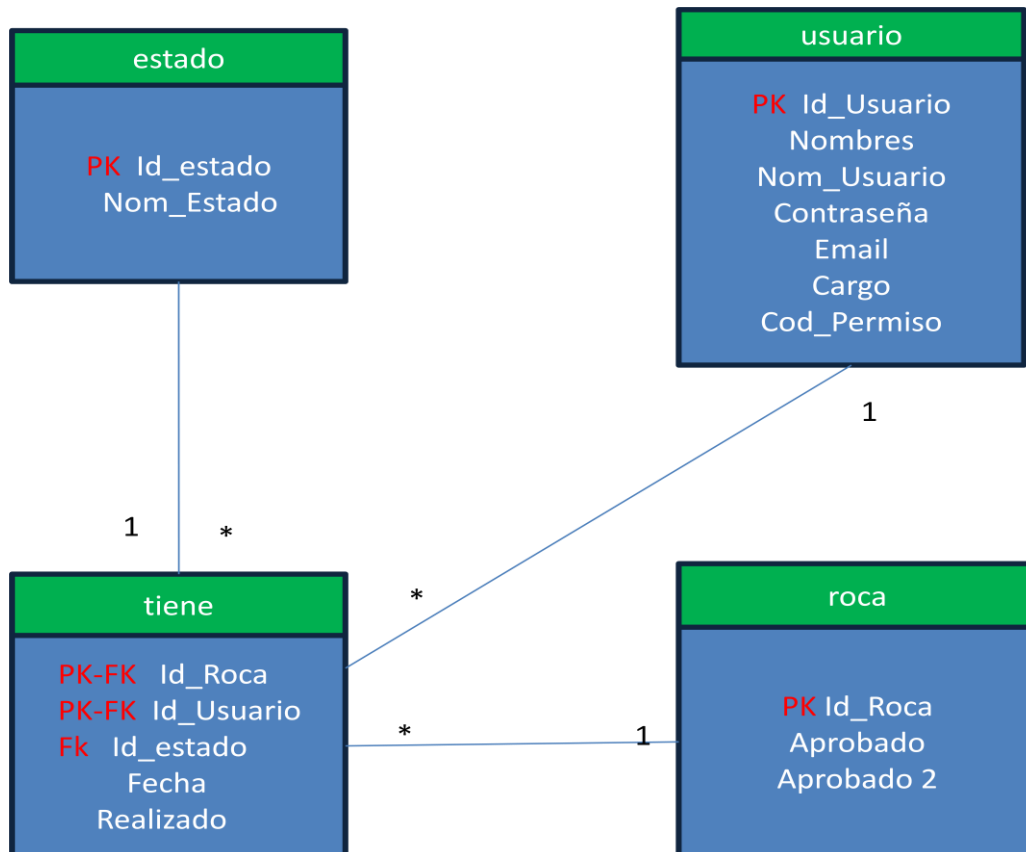 estado
PK Id_estado
Nom_Estado
usuario
PK Id_Usuario
Nombres
Nom_Usuario
Contraseña
Email
Cargo
Cod_Permiso
1
1 *
*
tiene
PK-FK Id_Roca
PK-FK Id_Usuario
Fk Id_estado
Fecha
Realizado
* 1
roca
PK Id_Roca
Aprobado
Aprobado 2